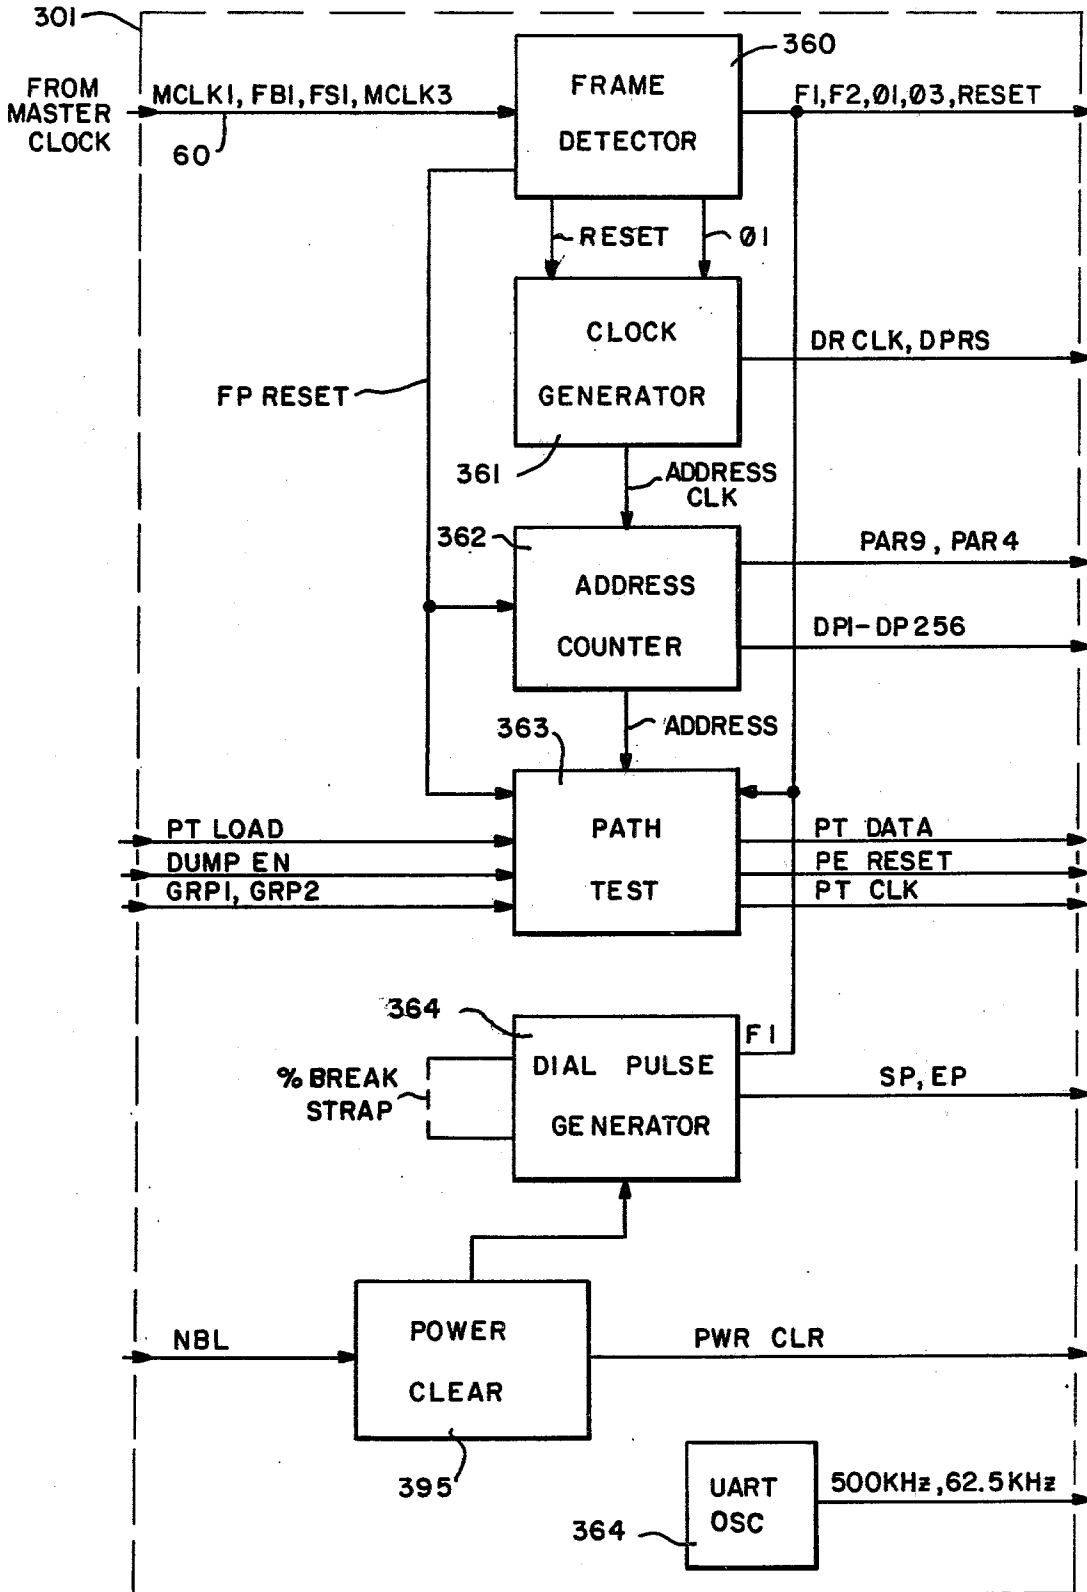 301
360
FROM
MASTER
CLOCK
MCLK1, FB1, FS1, MCLK3
60
FRAME
DETECTOR
F1,F2,Ø1,Ø3,RESET
RESET
Ø1
CLOCK
GENERATOR
DR CLK, DPRS
FP RESET
361
ADDRESS
CLK
362
ADDRESS
COUNTER
PAR9, PAR4
DP1-DP256
363
ADDRESS
PT LOAD
DUMP EN
GRP1, GRP2
PATH
TEST
PT DATA
PE RESET
PT CLK
364
F1
% BREAK
STRAP
DIAL PULSE
GENERATOR
SP, EP
NBL
POWER
CLEAR
PWR CLR
395
UART
OSC
500KHz,62.5KHz
364